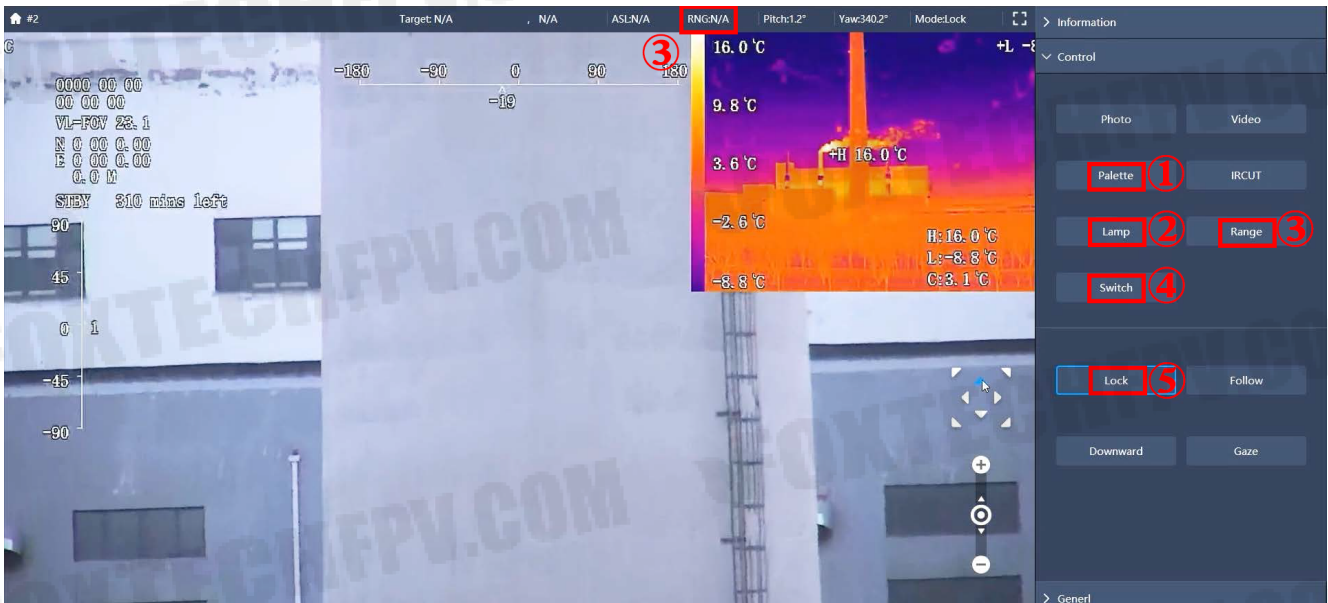 #2 Target: N/A , N/A ASL:N/A RNG:N/A Pitch:1.2° Yaw:340.2° Mode:Lock
③
0000 00 00
00 00 00
VL-FOV 23.1
N 0 00 0.00
E 0 00 0.00
0.0 M
STBY 310 mins left
90
45
0 1
-45
-90
-180 -90 0 90 180
-19
16.0 ℃ +L -8
9.8 ℃
3.6 ℃ +H 16.0 ℃
-2.6 ℃
-8.8 ℃
H:16.0 ℃
L:-8.8 ℃
C:3.1 ℃
Information
Control
Photo Video
Palette ① IRCUT
Lamp ② Range ③
Switch ④
Lock ⑤ Follow
Downward Gaze
Generl
FOXTECHFPV.COM